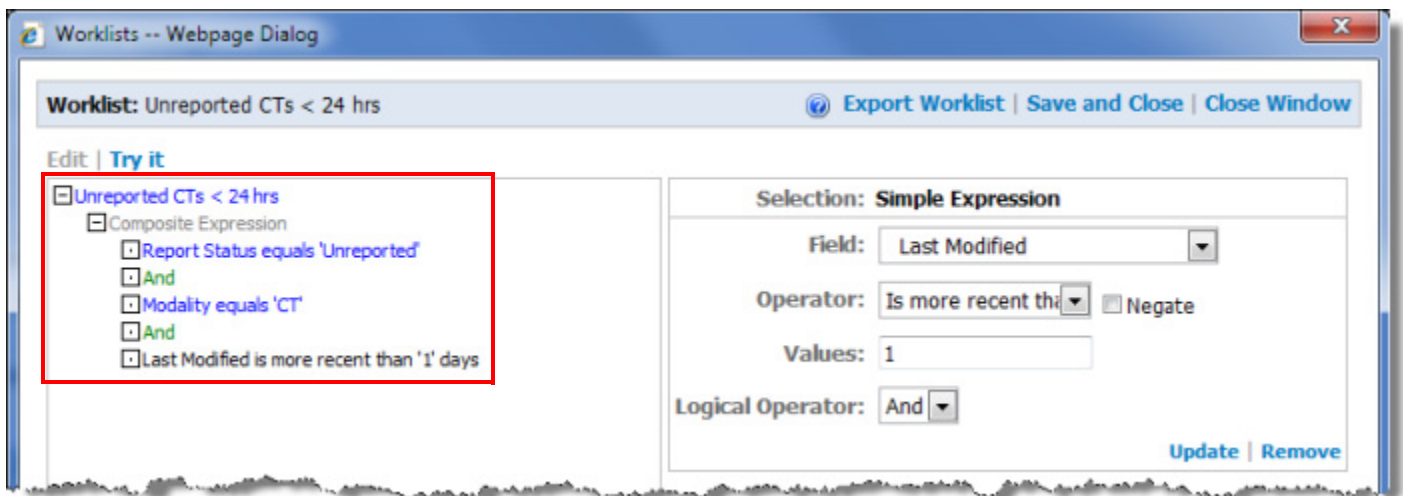 Worklists -- Webpage Dialog
Worklist: Unreported CTs < 24 hrs
Export Worklist | Save and Close | Close Window
Edit | Try it
Unreported CTs < 24 hrs
Composite Expression
Report Status equals 'Unreported'
And
Modality equals 'CT'
And
Last Modified is more recent than '1' days
Selection: Simple Expression
Field: Last Modified
Operator: Is more recent tha Negate
Values: 1
Logical Operator: And
Update | Remove